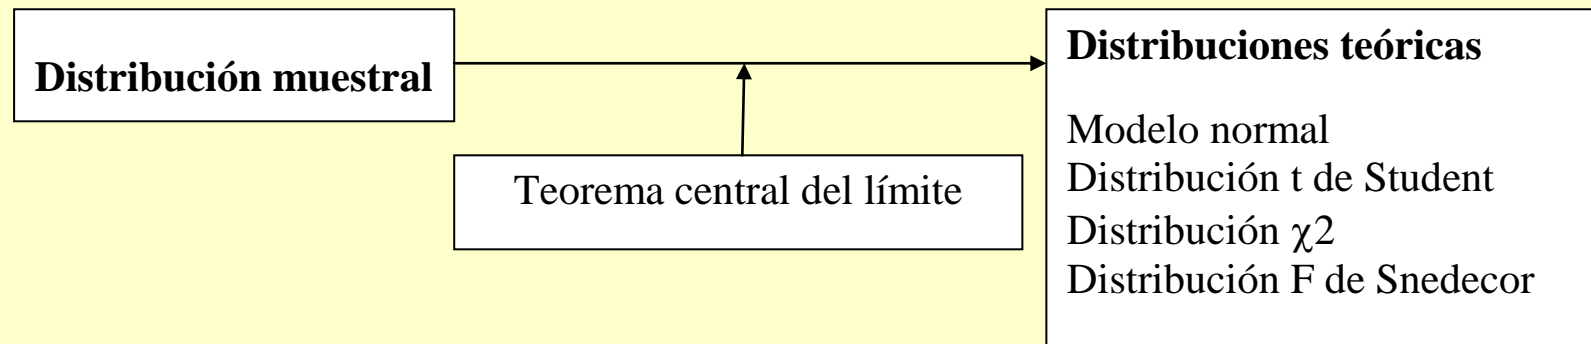 Distribución muestral
Teorema central del límite
Distribuciones teóricas
Modelo normal
Distribución t de Student
Distribución χ2
Distribución F de Snedecor